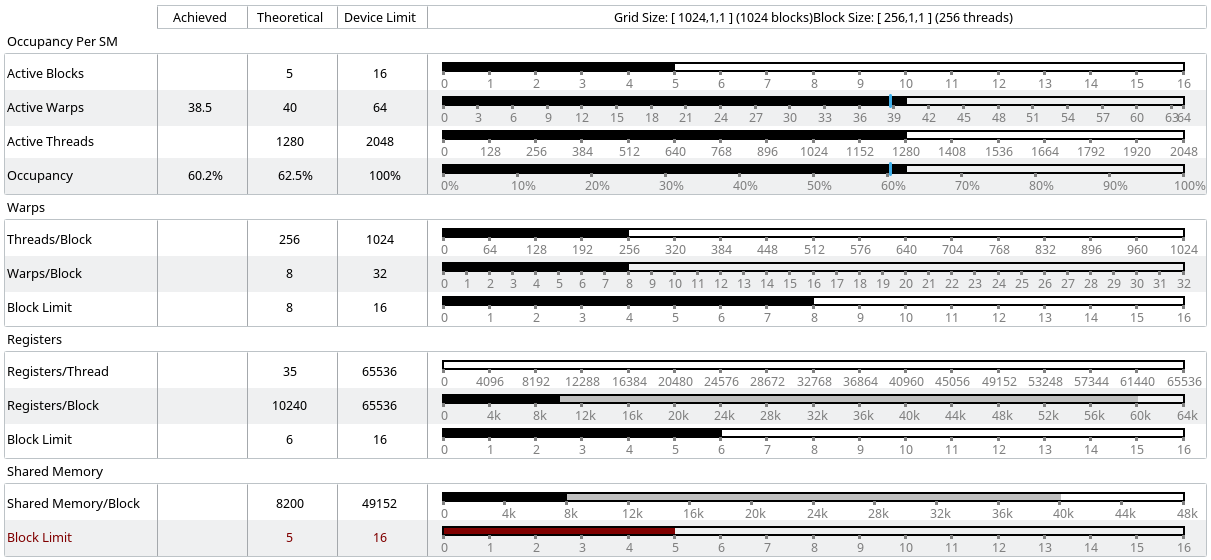 Achieved Theoretical Device Limit Grid Size: [ 1024,1,1 ] (1024 blocks)Block Size: [ 256,1,1 ] (256 threads)
Occupancy Per SM
Active Blocks 5 16
0 1 2 3 4 5 6 7 8 9 10 11 12 13 14 15 16
Active Warps 38.5 40 64
0 3 6 9 12 15 18 21 24 27 30 33 36 39 42 45 48 51 54 57 60 63 64
Active Threads 1280 2048
0 128 256 384 512 640 768 896 1024 1152 1280 1408 1536 1664 1792 1920 2048
Occupancy 60.2% 62.5% 100%
0% 10% 20% 30% 40% 50% 60% 70% 80% 90% 100%
Warps
Threads/Block 256 1024
0 64 128 192 256 320 384 448 512 576 640 704 768 832 896 960 1024
Warps/Block 8 32
0 1 2 3 4 5 6 7 8 9 10 11 12 13 14 15 16 17 18 19 20 21 22 23 24 25 26 27 28 29 30 31 32
Block Limit 8 16
0 1 2 3 4 5 6 7 8 9 10 11 12 13 14 15 16
Registers
Registers/Thread 35 65536
0 4096 8192 12288 16384 20480 24576 28672 32768 36864 40960 45056 49152 53248 57344 61440 65536
Registers/Block 10240 65536
0 4k 8k 12k 16k 20k 24k 28k 32k 36k 40k 44k 48k 52k 56k 60k 64k
Block Limit 6 16
0 1 2 3 4 5 6 7 8 9 10 11 12 13 14 15 16
Shared Memory
Shared Memory/Block 8200 49152
0 4k 8k 12k 16k 20k 24k 28k 32k 36k 40k 44k 48k
Block Limit 5 16
0 1 2 3 4 5 6 7 8 9 10 11 12 13 14 15 16